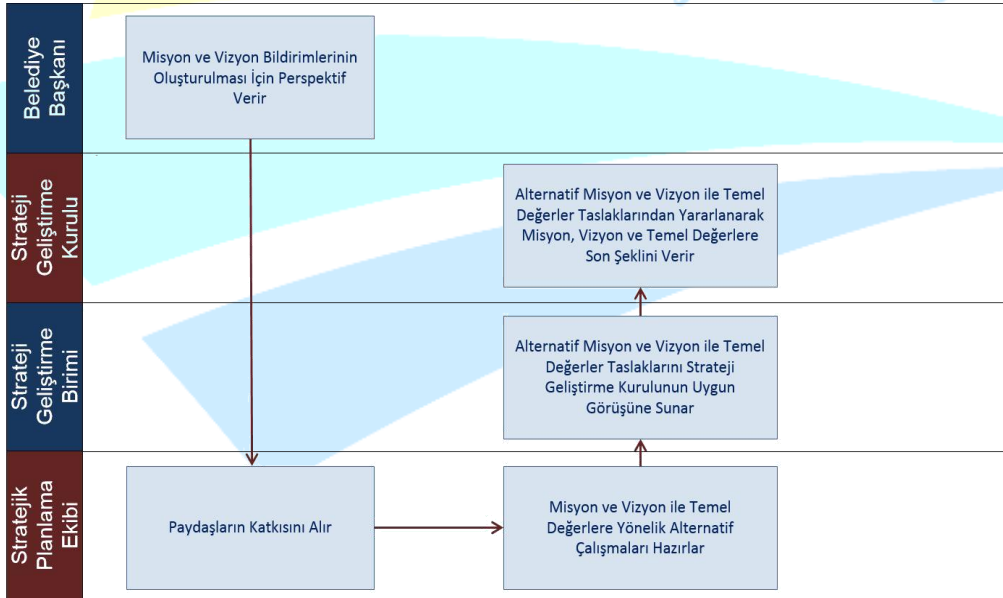 Belediye
Başkanı
Misyon ve Vizyon Bildirimlerinin
Oluşturulması İçin Perspektif
Verir
Strateji
Geliştirme
Kurulu
Alternatif Misyon ve Vizyon ile Temel
Değerler Taslaklarından Yararlanarak
Misyon, Vizyon ve Temel Değerlere
Son Şeklini Verir
Strateji
Geliştirme
Birimi
Alternatif Misyon ve Vizyon ile Temel
Değerler Taslaklarını Strateji
Geliştirme Kurulunun Uygun
Görüşüne Sunar
Stratejik
Planlama
Ekibi
Paydaşların Katkısını Alır
Misyon ve Vizyon ile Temel
Değerlere Yönelik Alternatif
Çalışmaları Hazırlar